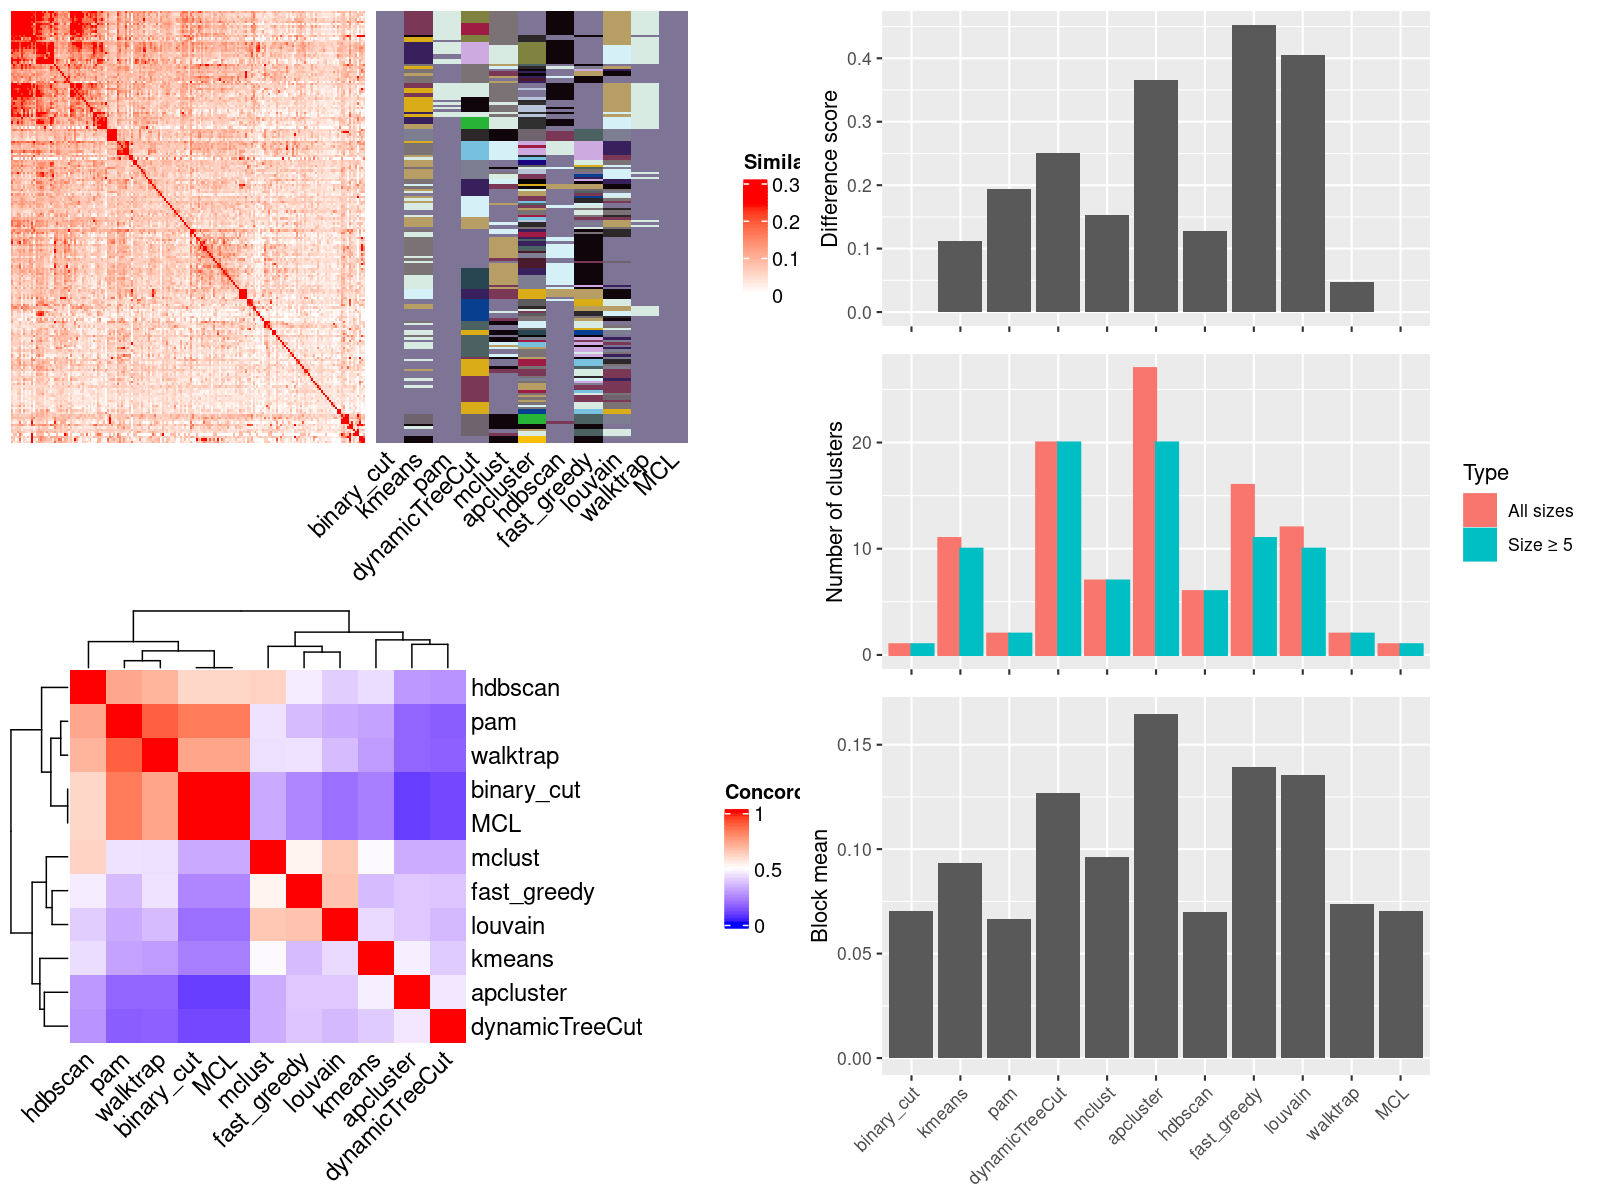 Simila
0.3
0.2
0.1
0
binary_cut
kmeans
pam
dynamicTreeCut
mclust
apcluster
hdbscan
fast_greedy
louvain
walktrap
MCL
Concord
1
0.5
0
hdbscan
pam
walktrap
binary_cut
MCL
mclust
fast_greedy
louvain
kmeans
apcluster
dynamicTreeCut
hdbscan
pam
walktrap
binary_cut
MCL
mclust
fast_greedy
louvain
kmeans
apcluster
dynamicTreeCut
Difference score
0.4
0.3
0.2
0.1
0.0
Number of clusters
20
10
0
Type
All sizes
Size ≥ 5
Block mean
0.15
0.10
0.05
0.00
binary_cut
kmeans
pam
dynamicTreeCut
mclust
apcluster
hdbscan
fast_greedy
louvain
walktrap
MCL